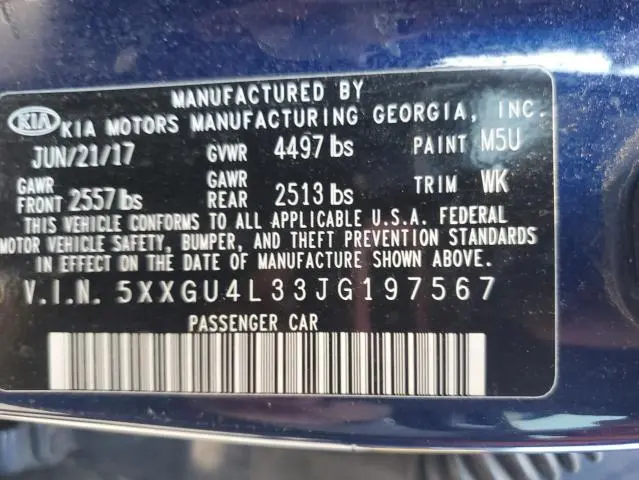 MANUFACTURED BY
KIA KIA MOTORS MANUFACTURING GEORGIA, INC.
JUN/21/17 GVWR 4497 lbs PAINT M5U
GAWR FRONT 2557 lbs GAWR REAR 2513 lbs TRIM WK
THIS VEHICLE CONFORMS TO ALL APPLICABLE U.S.A. FEDERAL
MOTOR VEHICLE SAFETY, BUMPER, AND THEFT PREVENTION STANDARDS
IN EFFECT ON THE DATE OF MANUFACTURE SHOWN ABOVE.
V.I.N. 5XXGU4L33JG197567
PASSENGER CAR